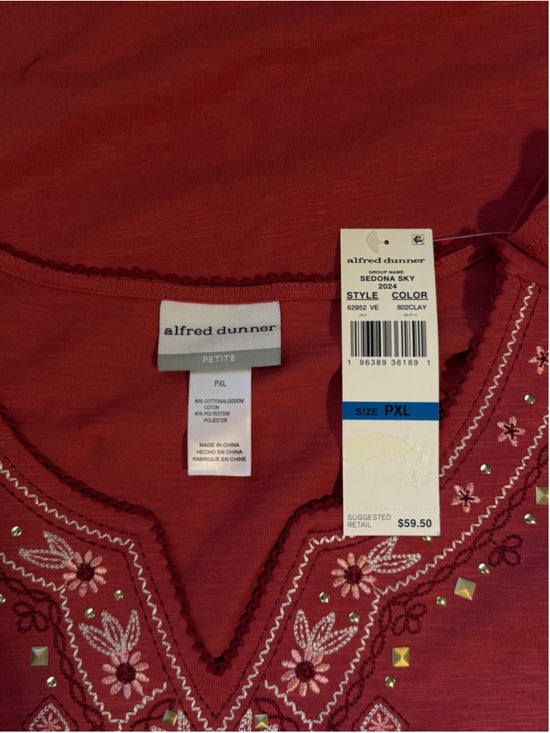 alfred dunner
PETITE
PXL
60% COTTON/ALGODÓN/
COTON
40% POLYESTER/
POLIÉSTER
MADE IN CHINA
HECHO EN CHINA
FABRIQUÉ EN CHINE
alfred dunner
GROUP NAME
SEDONA SKY
2024
STYLE COLOR
62952 VE 802CLAY
1 96389 36189 1
SIZE PXL
SUGGESTED
RETAIL $59.50